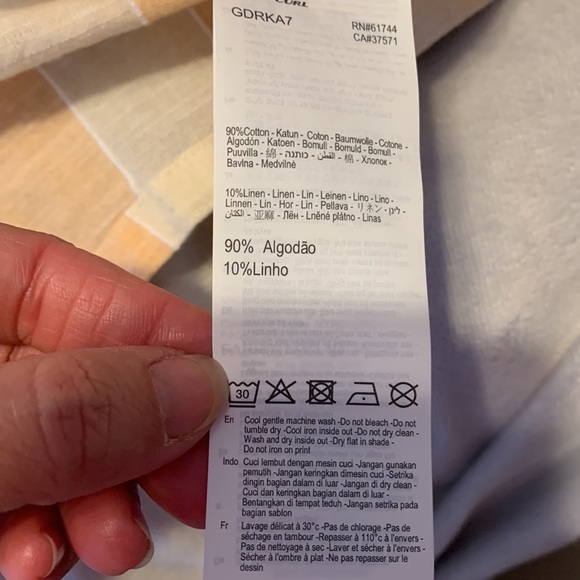 CURL
GDRKA7
RN#61744
CA#37571
90%Cotton - Katun - Coton - Baumwolle - Cotone -
Algodón - Katoen - Bomull - Bomuld - Bomull -
Puuvilla - 綿 - כותנה - القطن - 棉 - Хлопок -
Bavlna - Medvilnė
10%Linen - Linen - Lin - Leinen - Lino - Lino -
Linnen - Lin - Hor - Lin - Pellava - リネン - לינן -
الكتان - 亚麻 - Лён - Lněné plátno - Linas
90% Algodão
10%Linho
30
En Cool gentle machine wash -Do not bleach -Do not
tumble dry -Cool iron inside out -Do not dry clean -
Wash and dry inside out -Dry flat in shade -
Do not iron on print
Indo Cuci lembut dengan mesin cuci -Jangan gunakan
pemutih -Jangan keringkan dimesin cuci -Setrika
dingin bagian dalam di luar -Jangan di dry clean -
Cuci dan keringkan bagian dalam di luar -
Bentangkan di tempat teduh -Jangan setrika pada
bagian sablon
Fr Lavage délicat à 30°c -Pas de chlorage -Pas de
séchage en tambour -Repasser à 110°c à l'envers -
Pas de nettoyage à sec -Laver et sécher à l'envers -
Sécher à l'ombre à plat -Ne pas repasser sur le
dessin